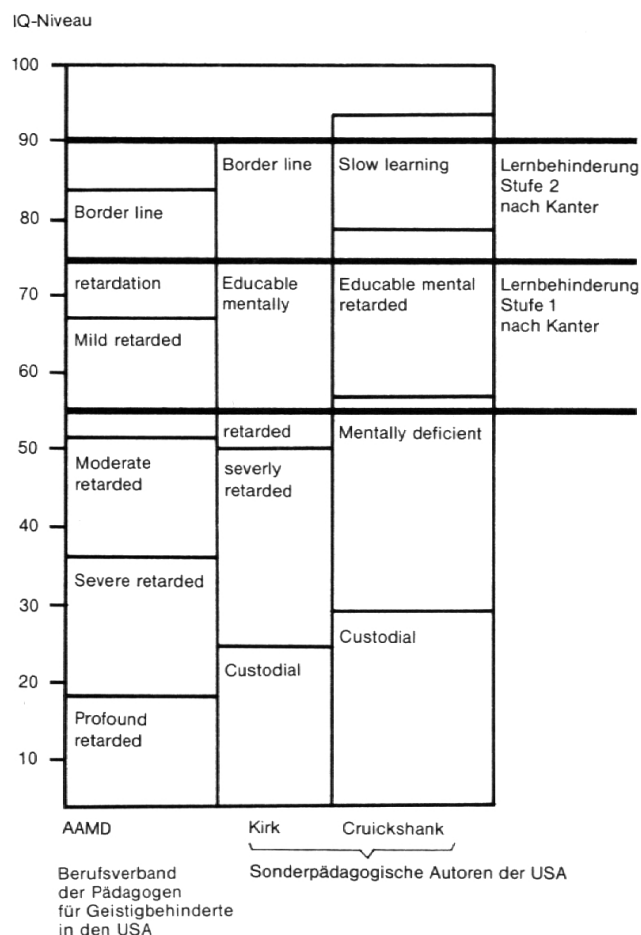 IQ-Niveau
100
90
80
70
60
50
40
30
20
10
Border line
retardation
Mild retarded
Moderate
retarded
Severe retarded
Profound
retarded
Border line
Educable
mentally
retarded
severly
retarded
Custodial
Slow learning
Educable mental
retarded
Mentally deficient
Custodial
Lernbehinderung
Stufe 2
nach Kanter
Lernbehinderung
Stufe 1
nach Kanter
AAMD
Kirk
Cruickshank
Berufsverband
der Pädagogen
für Geistigbehinderte
in den USA
Sonderpädagogische Autoren der USA